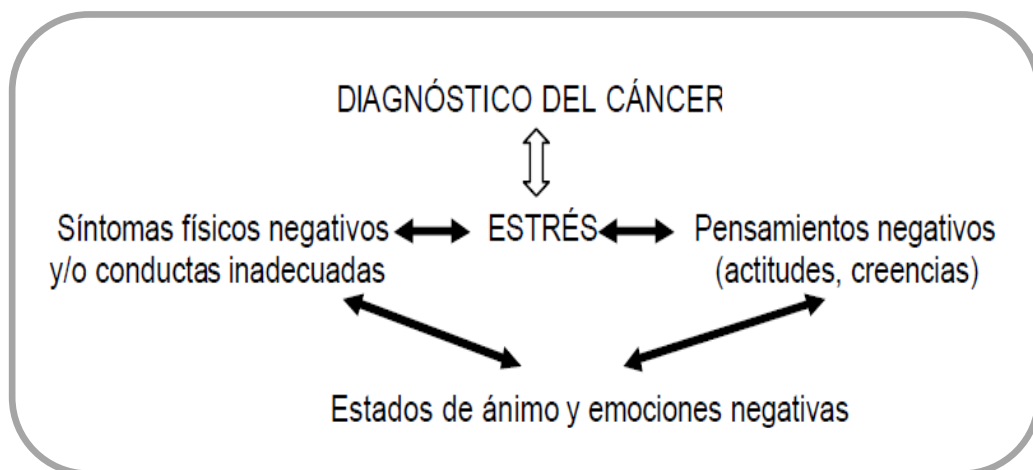 DIAGNÓSTICO DEL CÁNCER
Síntomas físicos negativos
y/o conductas inadecuadas
ESTRÉS
Pensamientos negativos
(actitudes, creencias)
Estados de ánimo y emociones negativas